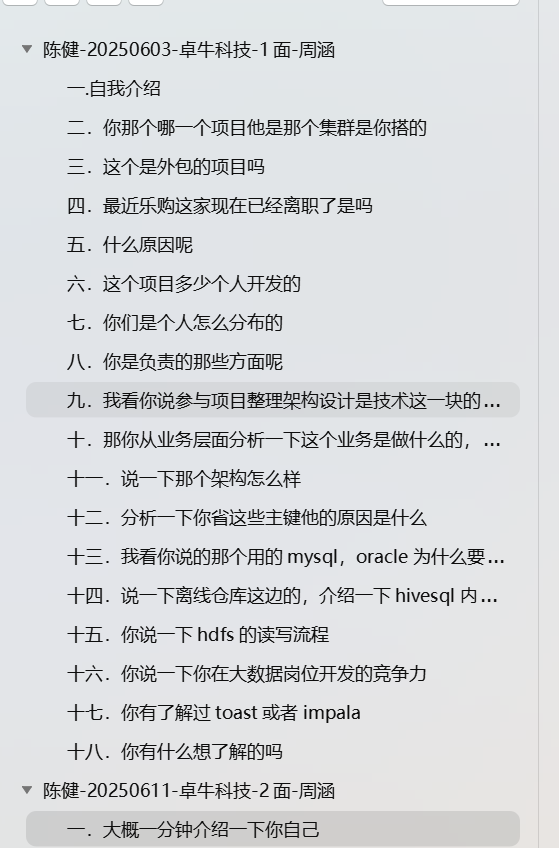 陈健-20250603-卓牛科技-1 面-周涵
一.自我介绍
二．你那个哪一个项目他是那个集群是你搭的
三．这个是外包的项目吗
四．最近乐购这家现在已经离职了是吗
五．什么原因呢
六．这个项目多少个人开发的
七．你们是个人怎么分布的
八．你是负责的那些方面呢
九．我看你说参与项目整理架构设计是技术这一块的...
十．那你从业务层面分析一下这个业务是做什么的，...
十一．说一下那个架构怎么样
十二．分析一下你省这些主键他的原因是什么
十三．我看你说的那个用的 mysql，oracle 为什么要...
十四．说一下离线仓库这边的，介绍一下 hivesql 内...
十五．你说一下 hdfs 的读写流程
十六．你说一下你在大数据岗位开发的竞争力
十七．你有了解过 toast 或者 impala
十八．你有什么想了解的吗
陈健-20250611-卓牛科技-2 面-周涵
一．大概一分钟介绍一下你自己